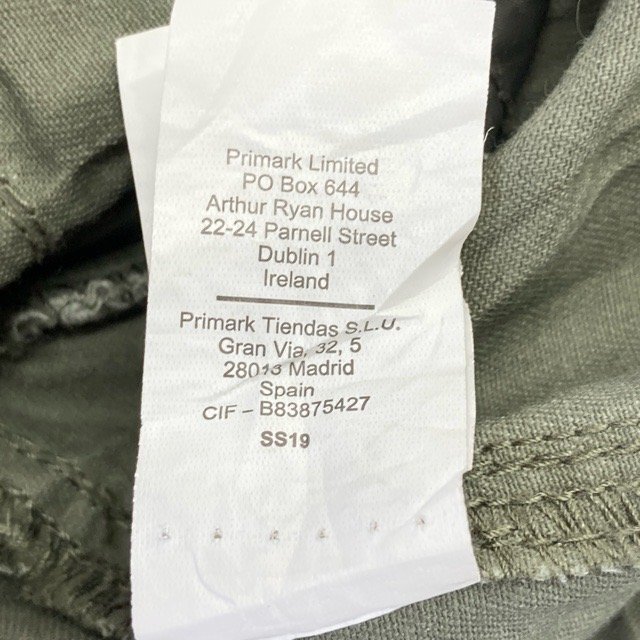 Primark Limited
PO Box 644
Arthur Ryan House
22-24 Parnell Street
Dublin 1
Ireland
Primark Tiendas S.L.U.
Gran Via, 32, 5
28013 Madrid
Spain
CIF – B83875427
SS19